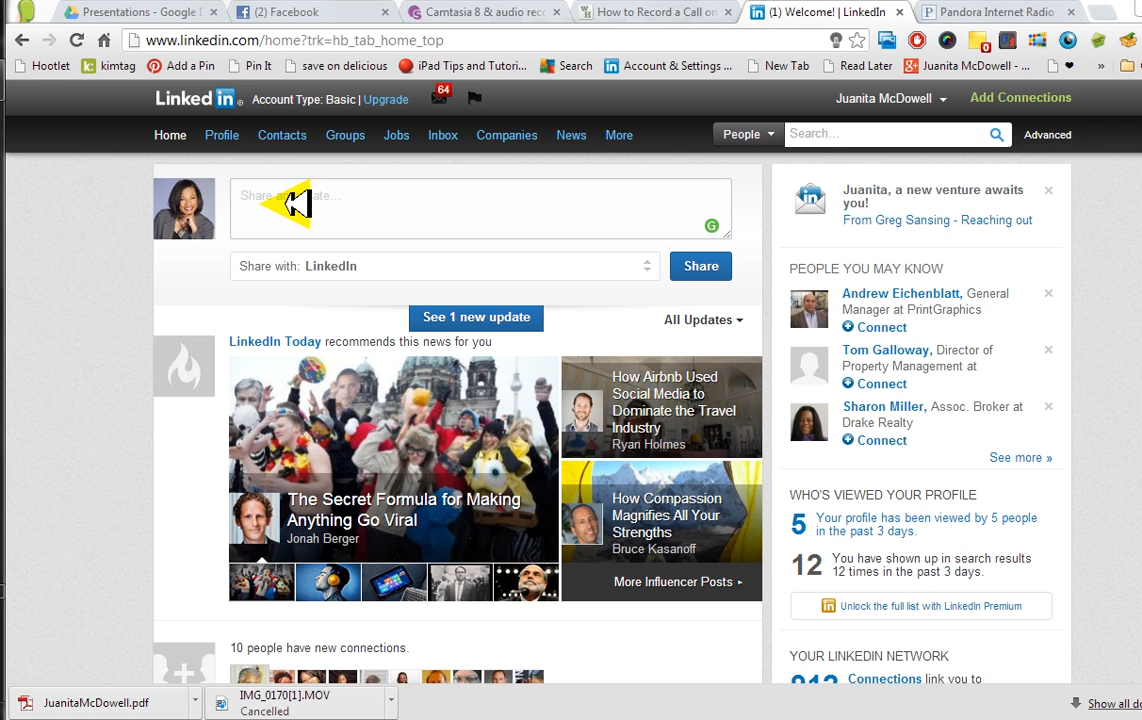 Presentations - Google D
(2) Facebook
Camtasia 8 & audio rec
How to Record a Call on
(1) Welcome! | LinkedIn
Pandora Internet Radio -
www.linkedin.com/home?trk=hb_tab_home_top
0
Hootlet
kimtag
Add a Pin
Pin It
save on delicious
iPad Tips and Tutori...
Search
Account & Settings ...
New Tab
Read Later
Juanita McDowell - ...
»
Linked in
Account Type: Basic | Upgrade
64
Juanita McDowell
Add Connections
Home Profile Contacts Groups Jobs Inbox Companies News More
People
Search...
Advanced
Share
G
Share with: LinkedIn
Share
See 1 new update
All Updates
LinkedIn Today recommends this news for you
The Secret Formula for Making
Anything Go Viral
Jonah Berger
How Airbnb Used
Social Media to
Dominate the Travel
Industry
Ryan Holmes
How Compassion
Magnifies All Your
Strengths
Bruce Kasanoff
More Influencer Posts
10 people have new connections.
Juanita, a new venture awaits
you!
From Greg Sansing - Reaching out
PEOPLE YOU MAY KNOW
Andrew Eichenblatt, General
Manager at PrintGraphics
Connect
Tom Galloway, Director of
Property Management at
Connect
Sharon Miller, Assoc. Broker at
Drake Realty
Connect
See more »
WHO'S VIEWED YOUR PROFILE
5 Your profile has been viewed by 5 people
in the past 3 days.
12 You have shown up in search results
12 times in the past 3 days.
in Unlock the full list with LinkedIn Premium
YOUR LINKEDIN NETWORK
Connections link you to
JuanitaMcDowell.pdf
IMG_0170[1].MOV
Cancelled
Show all do